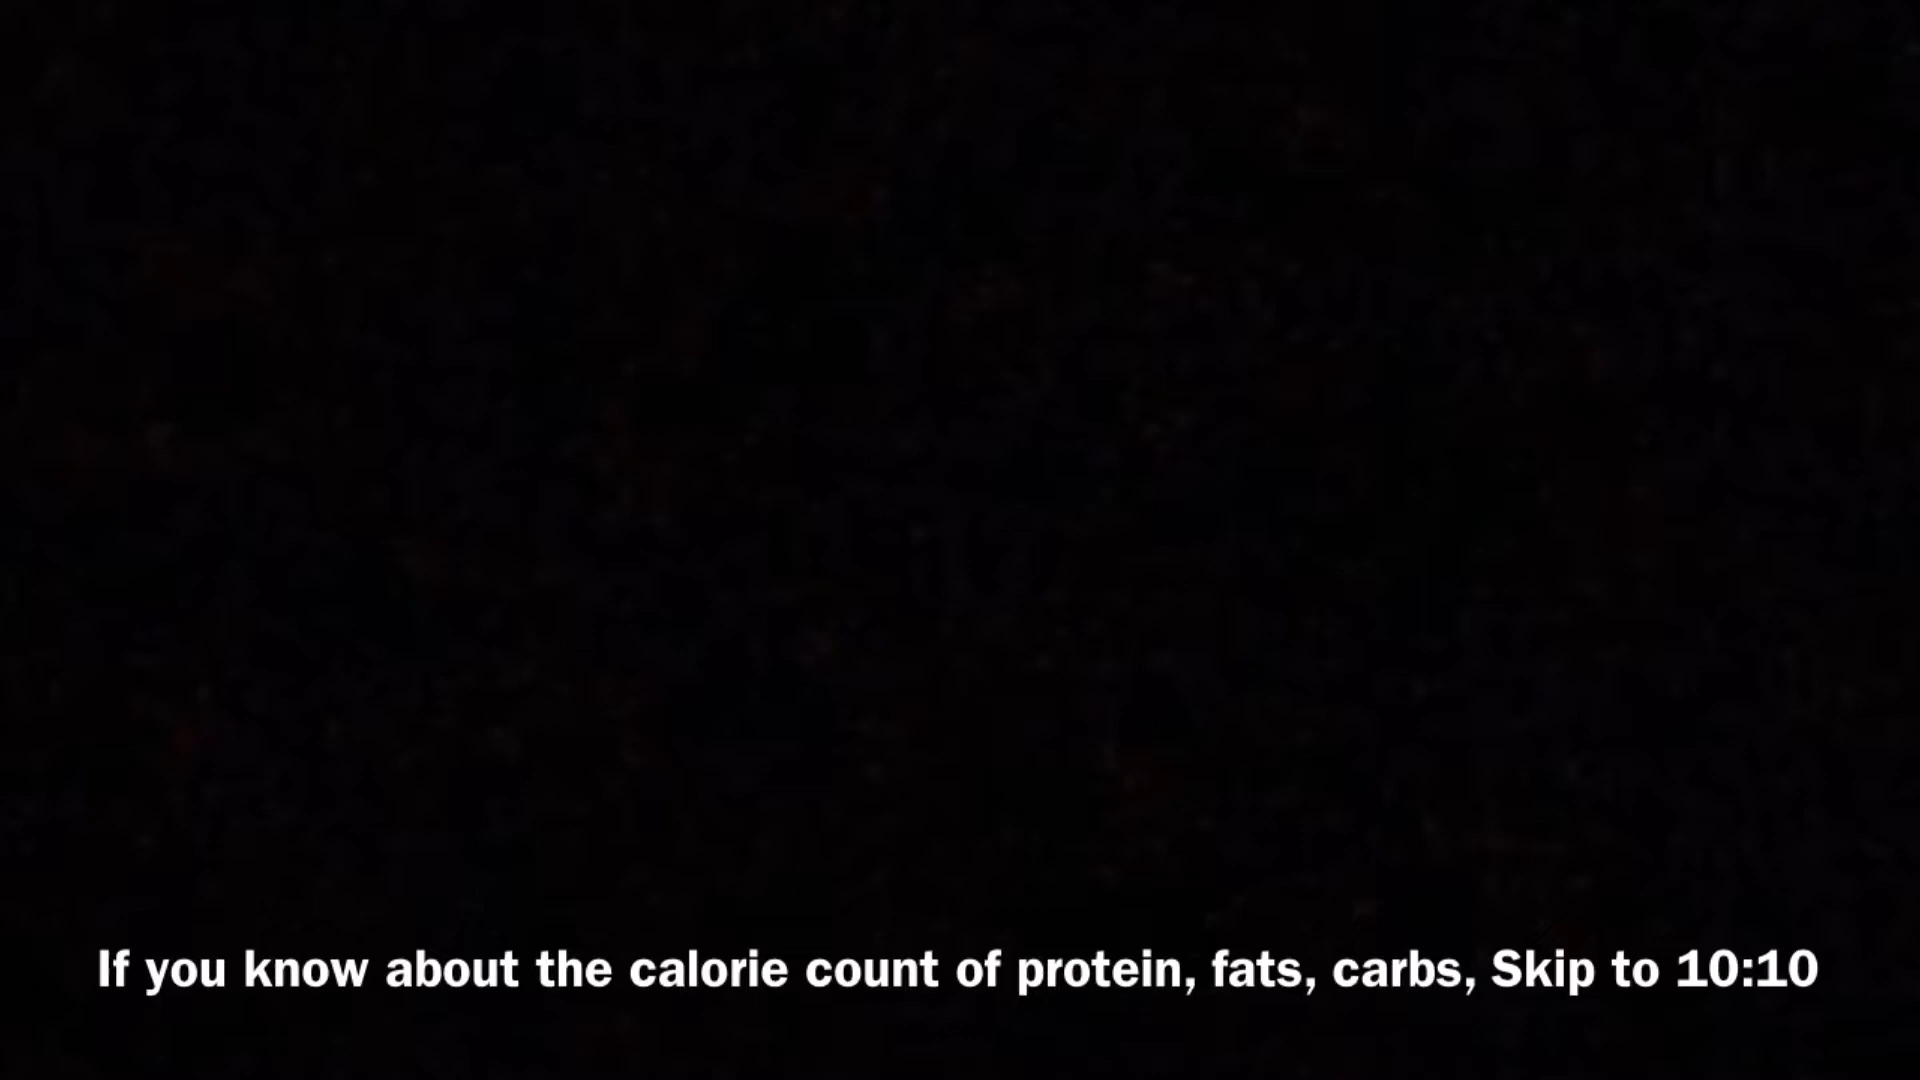 If you know about the calorie count of protein, fats, carbs, Skip to 10:10